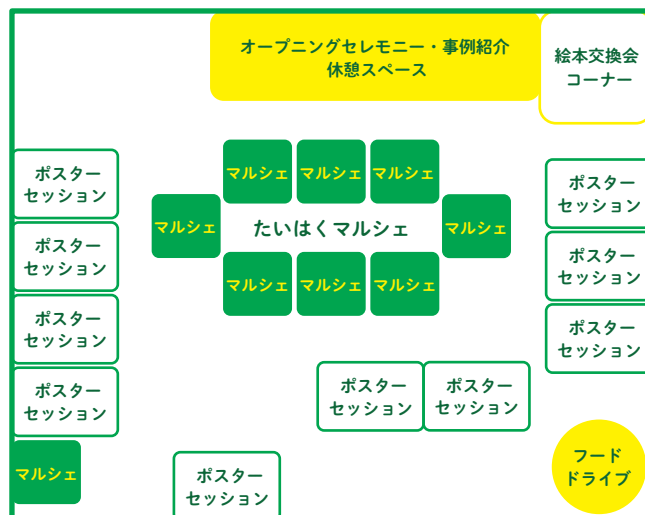 オープニングセレモニー・事例紹介
休憩スペース
絵本交換会
コーナー
マルシェ
マルシェ
マルシェ
マルシェ
たいはくマルシェ
マルシェ
マルシェ
マルシェ
マルシェ
ポスター
セッション
ポスター
セッション
ポスター
セッション
ポスター
セッション
マルシェ
ポスター
セッション
ポスター
セッション
ポスター
セッション
ポスター
セッション
ポスター
セッション
ポスター
セッション
フード
ドライブ